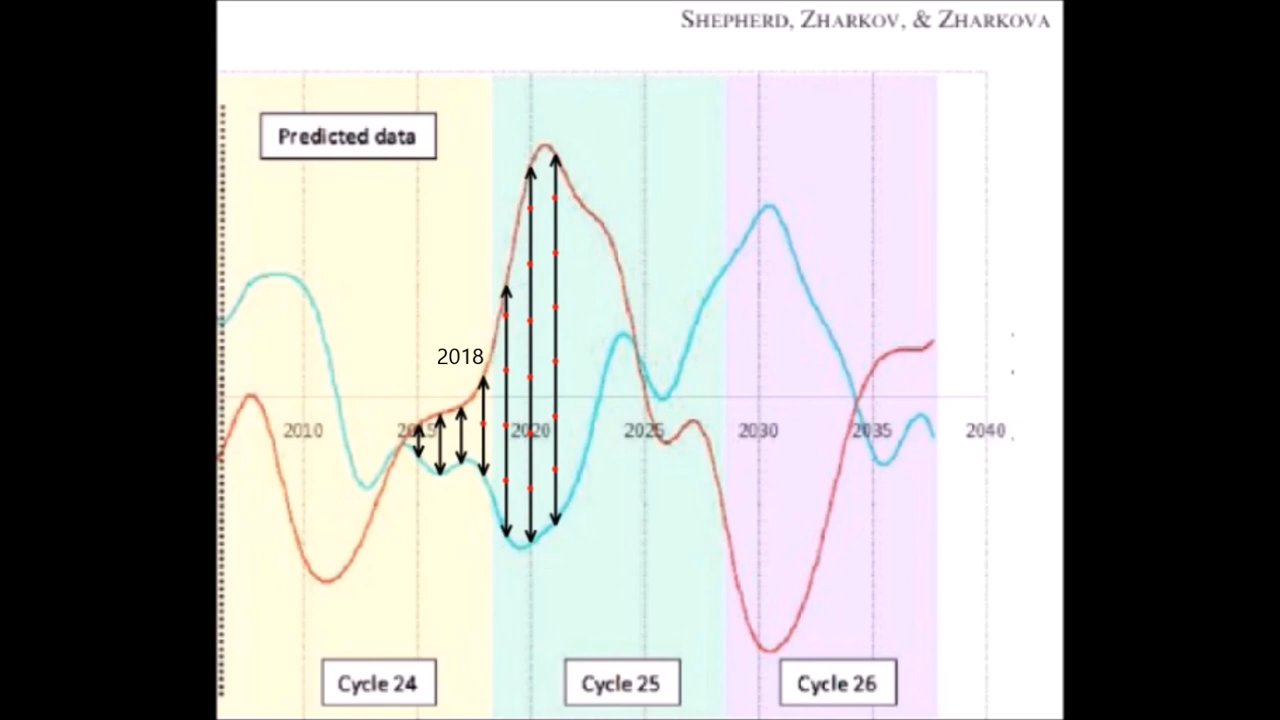 SHEPHERD, ZHARKOV, & ZHARKOVA
Predicted data
2018
2010
2015
2020
2025
2030
2035
2040
Cycle 24
Cycle 25
Cycle 26